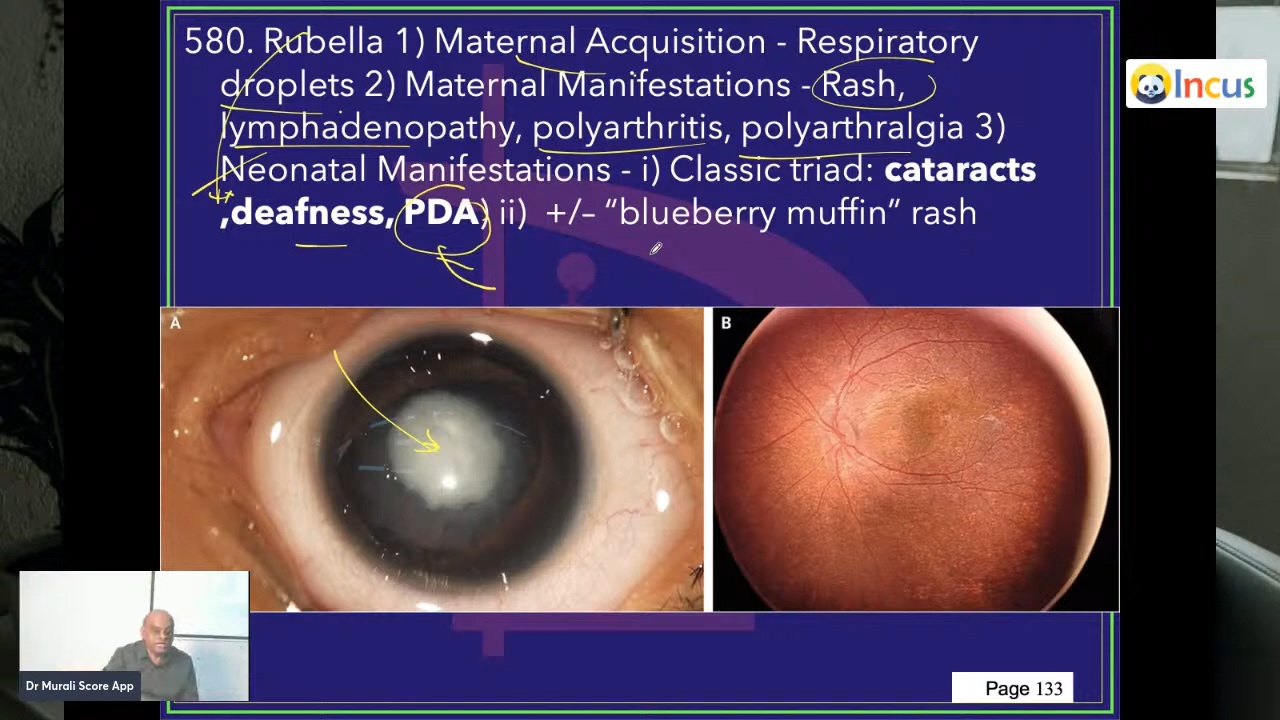 580. Rubella 1) Maternal Acquisition - Respiratory
droplets 2) Maternal Manifestations - Rash,
lymphadenopathy, polyarthritis, polyarthralgia 3)
Neonatal Manifestations - i) Classic triad: cataracts
,deafness, PDA) ii) +/– “blueberry muffin” rash
Incus
A
B
Dr Murali Score App
Page 133